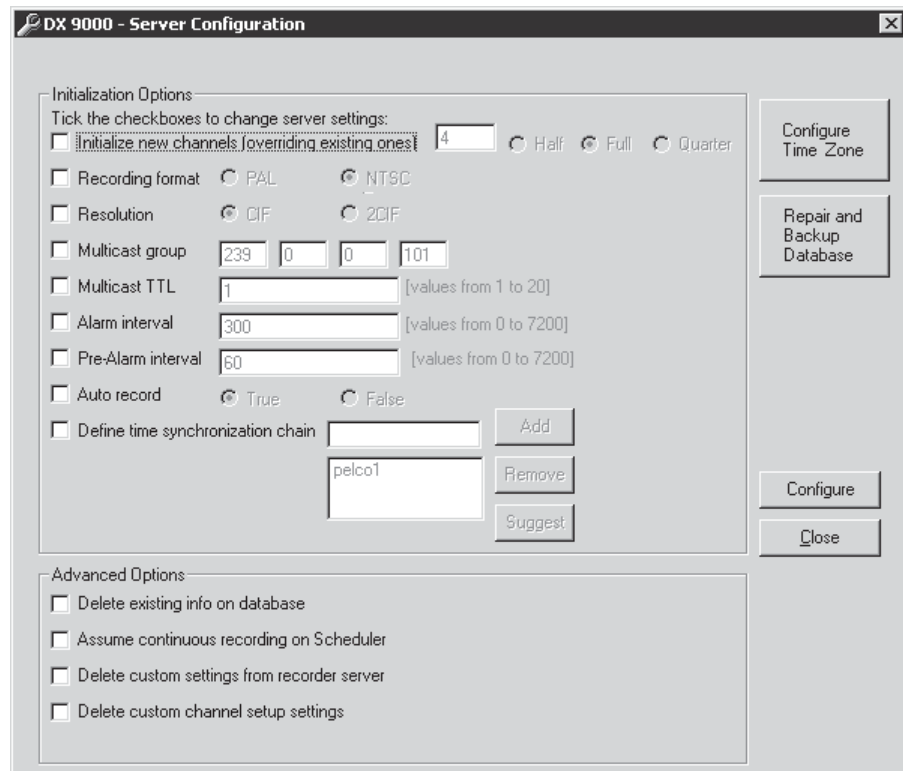 DX 9000 - Server Configuration
Initialization Options
Tick the checkboxes to change server settings:
Initialize new channels [overriding existing ones] 4 Half Full Quarter
Recording format PAL NTSC
Resolution CIF 2CIF
Multicast group 239 0 0 101
Multicast TTL 1 [values from 1 to 20]
Alarm interval 300 [values from 0 to 7200]
Pre-Alarm interval 60 [values from 0 to 7200]
Auto record True False
Define time synchronization chain Add
pelco1 Remove
Suggest
Configure
Time Zone
Repair and
Backup
Database
Configure
Close
Advanced Options
Delete existing info on database
Assume continuous recording on Scheduler
Delete custom settings from recorder server
Delete custom channel setup settings